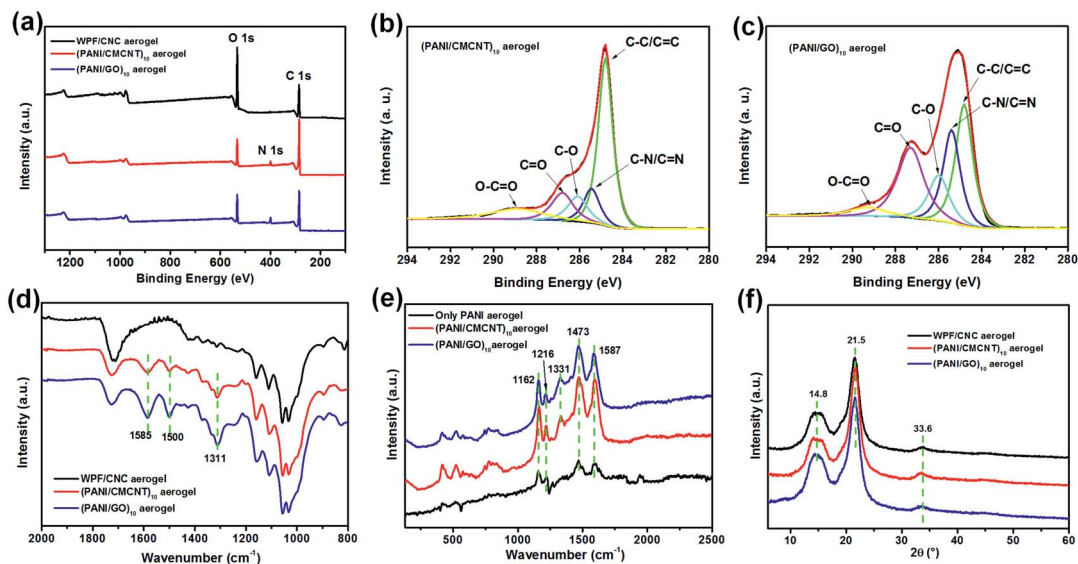 (a)
WPF/CNC aerogel
(PANI/CMCNT)₁₀ aerogel
(PANI/GO)₁₀ aerogel
O 1s
C 1s
N 1s
Intensity (a.u.)
1200 1000 800 600 400 200
Binding Energy (eV)
(b)
(PANI/CMCNT)₁₀ aerogel
C-C/C=C
C-N/C=N
C-O
C=O
O-C=O
Intensity (a. u.)
294 292 290 288 286 284 282 280
Binding Energy (eV)
(c)
(PANI/GO)₁₀ aerogel
C-C/C=C
C-N/C=N
C-O
C=O
O-C=O
Intensity (a. u.)
294 292 290 288 286 284 282 280
Binding Energy (eV)
(d)
1585
1500
1311
WPF/CNC aerogel
(PANI/CMCNT)₁₀ aerogel
(PANI/GO)₁₀ aerogel
Intensity (a.u.)
2000 1800 1600 1400 1200 1000 800
Wavenumber (cm⁻¹)
(e)
Only PANI aerogel
(PANI/CMCNT)₁₀aerogel
(PANI/GO)₁₀aerogel
1162
1216
1331
1473
1587
Intensity (a.u.)
500 1000 1500 2000 2500
Wavenumber (cm⁻¹)
(f)
WPF/CNC aerogel
(PANI/CMCNT)₁₀ aerogel
(PANI/GO)₁₀ aerogel
14.8
21.5
33.6
Intensity (a.u.)
10 20 30 40 50 60
2θ (°)